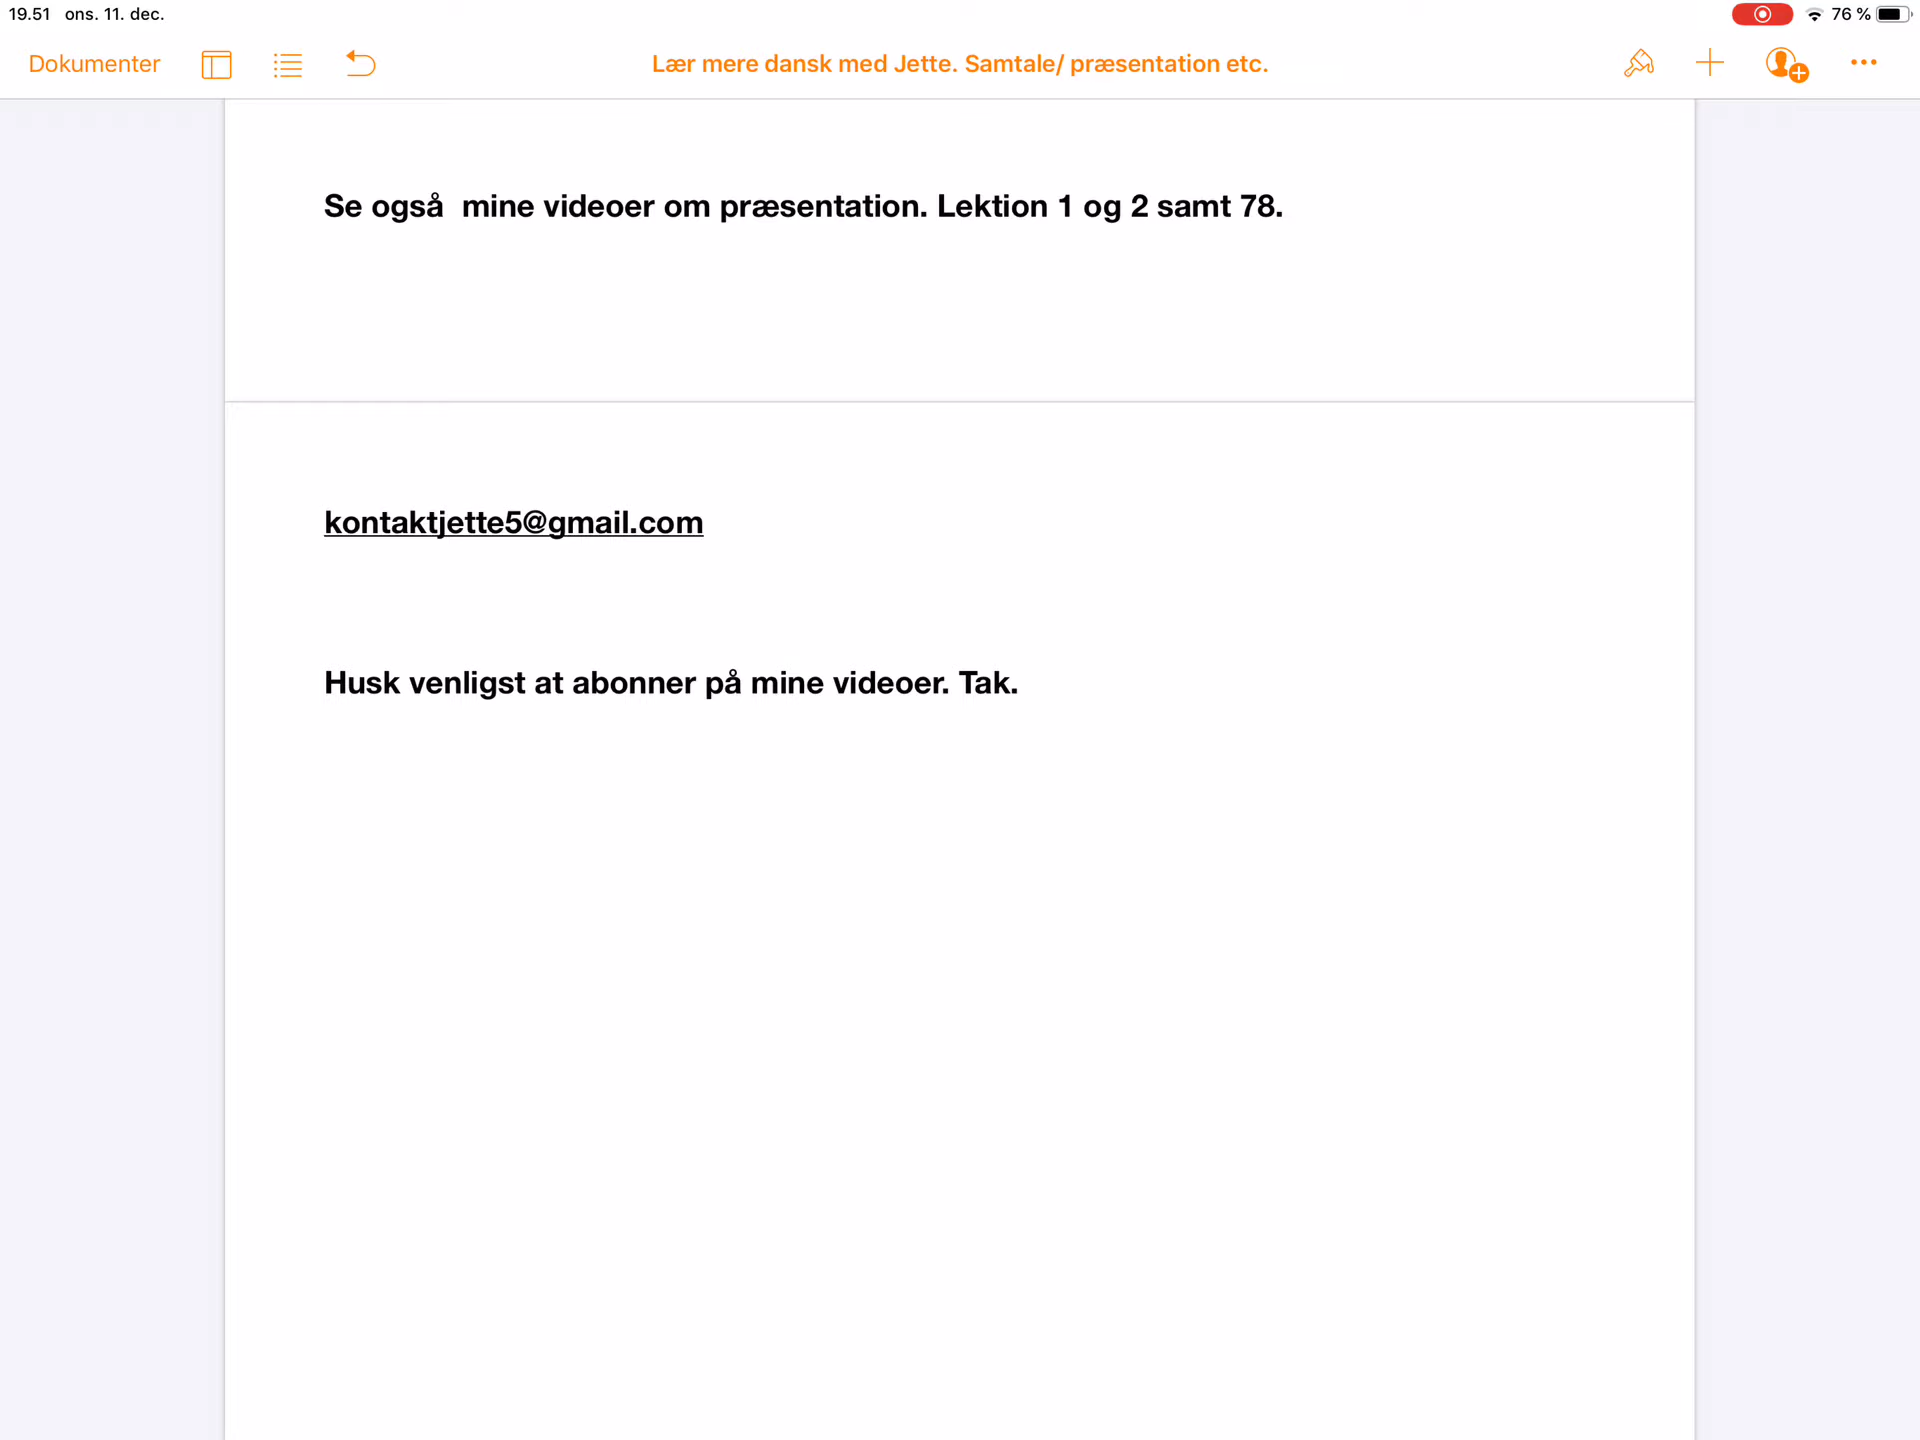 19.51 ons. 11. dec. 76 %
Dokumenter Lær mere dansk med Jette. Samtale/ præsentation etc.
Se også  mine videoer om præsentation. Lektion 1 og 2 samt 78.
kontaktjette5@gmail.com
Husk venligst at abonner på mine videoer. Tak.